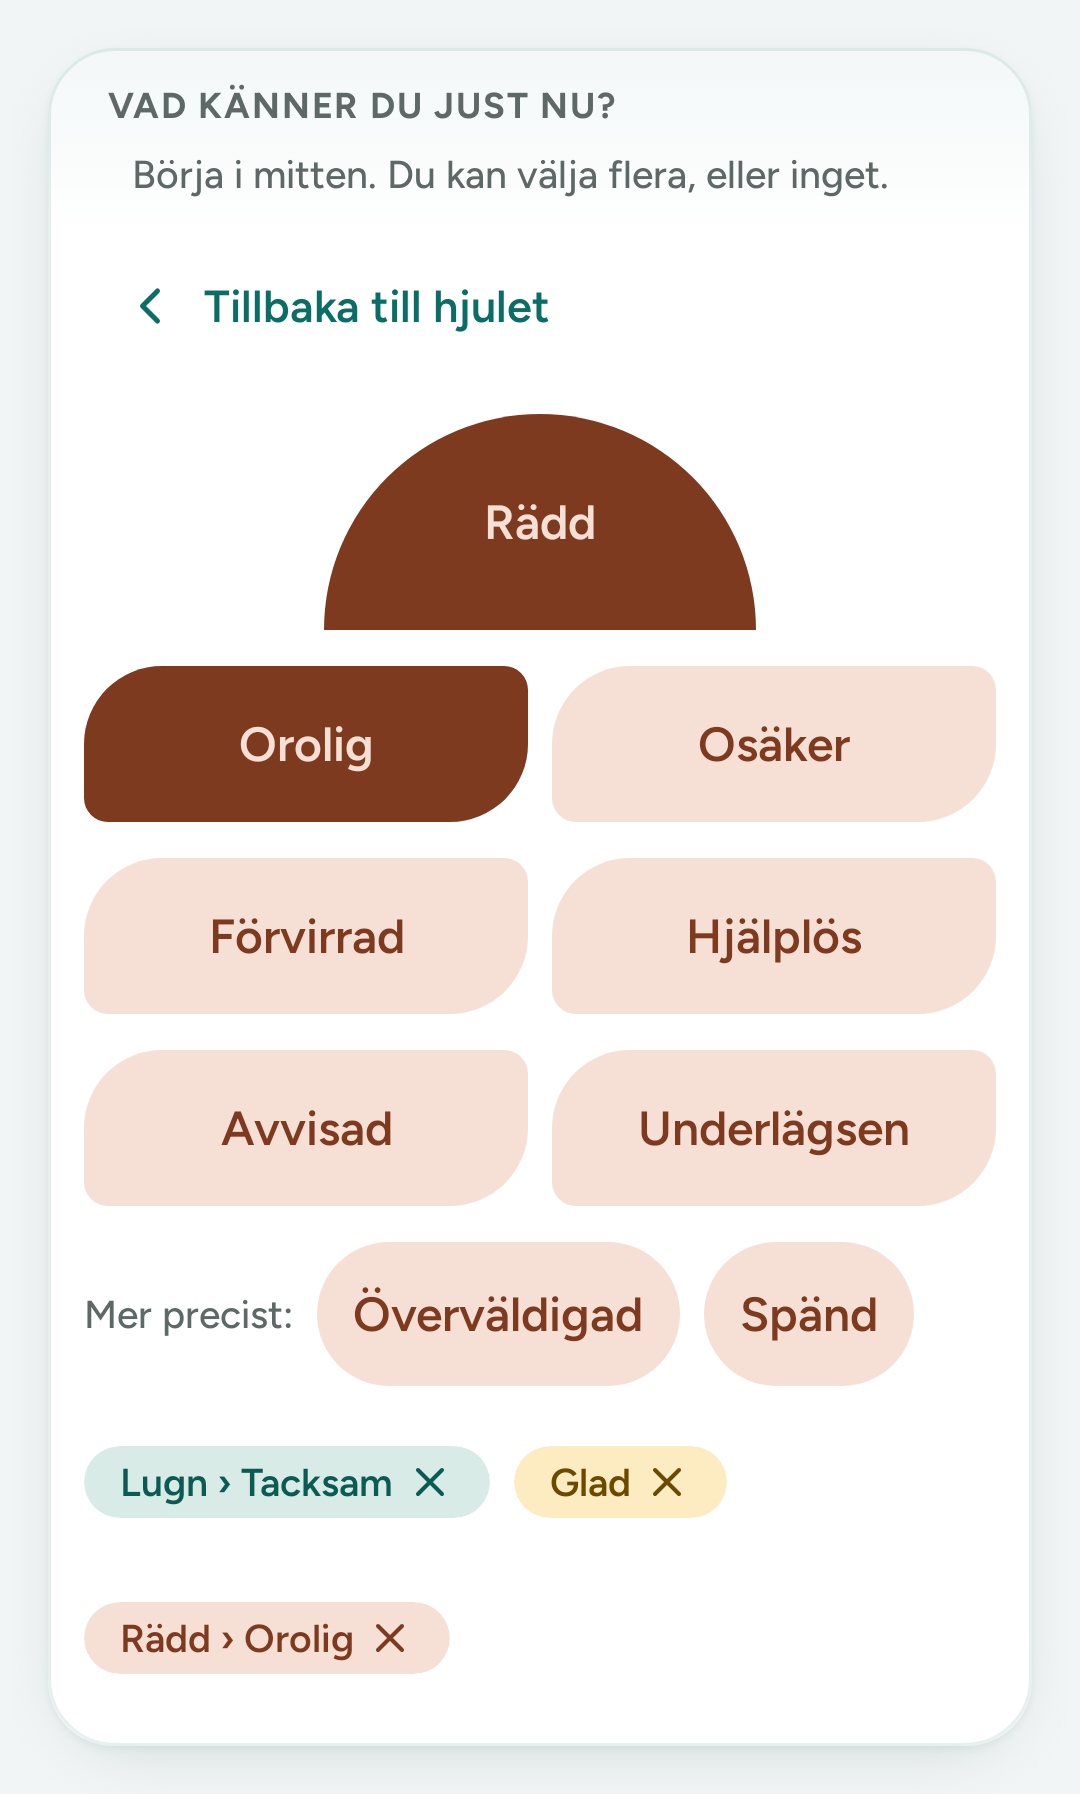 VAD KÄNNER DU JUST NU?
Börja i mitten. Du kan välja flera, eller inget.
Tillbaka till hjulet
Rädd
Orolig
Osäker
Förvirrad
Hjälplös
Avvisad
Underlägsen
Mer precist: Överväldigad Spänd
Lugn › Tacksam
Glad
Rädd › Orolig